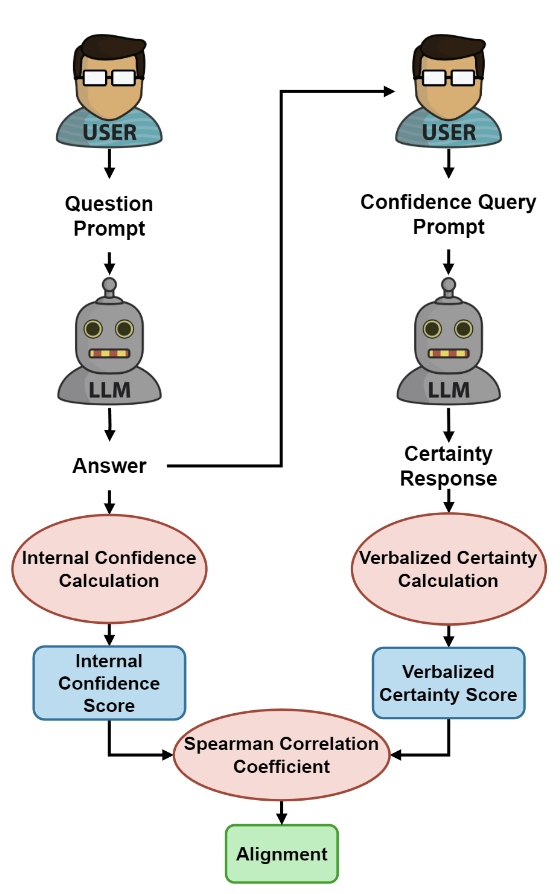 USER
Question
Prompt
LLM
Answer
Internal Confidence
Calculation
Internal
Confidence
Score
USER
Confidence Query
Prompt
LLM
Certainty
Response
Verbalized Certainty
Calculation
Verbalized
Certainty Score
Spearman Correlation
Coefficient
Alignment